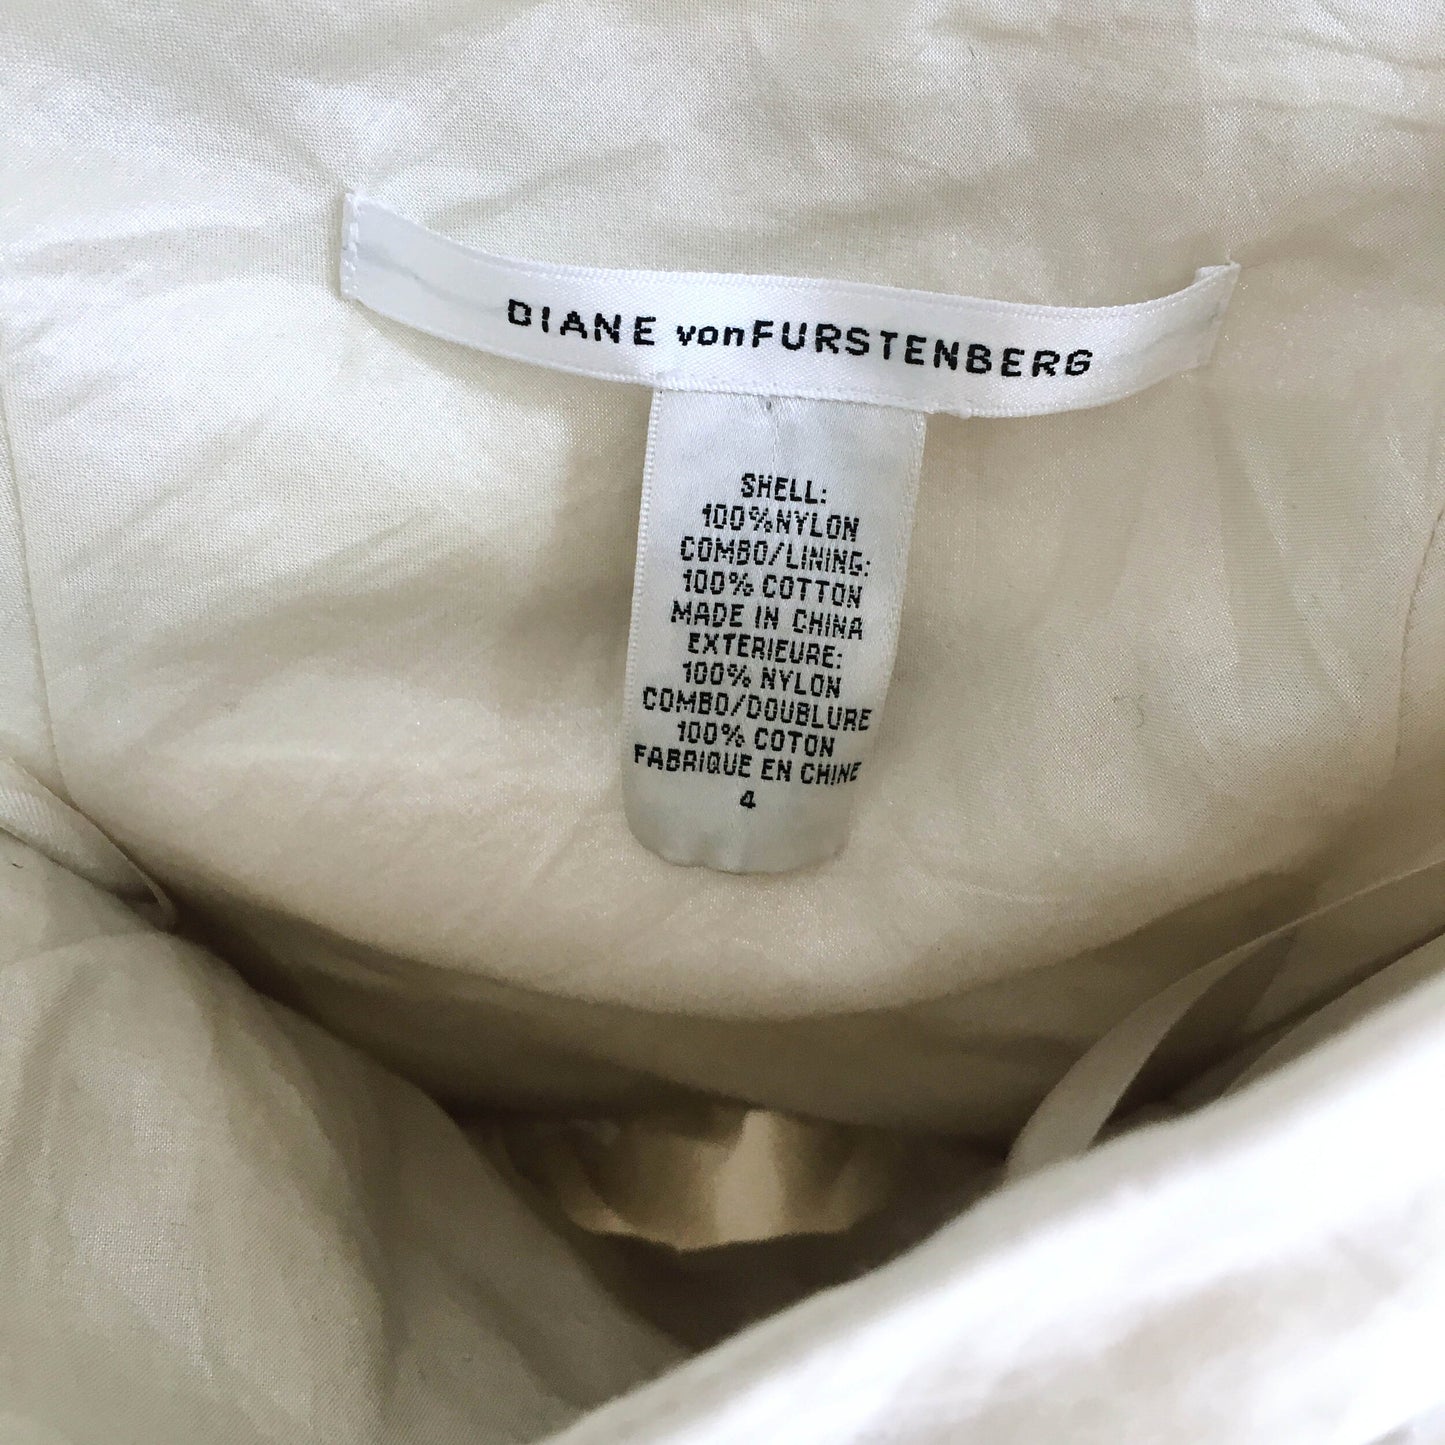 DIANE vonFURSTENBERG
SHELL:
100%NYLON
COMBO/LINING:
100% COTTON
MADE IN CHINA
EXTERIEURE:
100% NYLON
COMBO/DOUBLURE
100% COTON
FABRIQUE EN CHINE
4